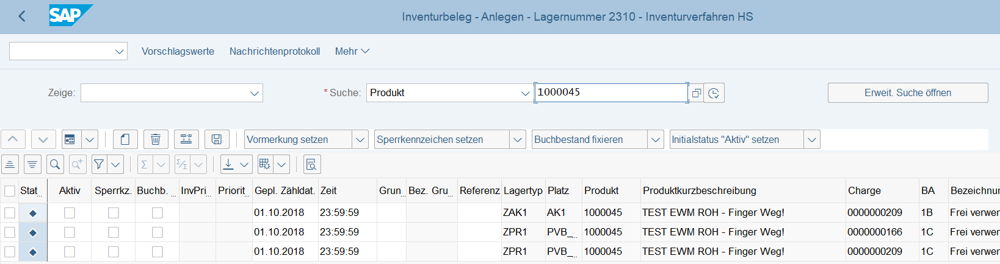 SAP
Inventurbeleg - Anlegen - Lagernummer 2310 - Inventurverfahren HS
Vorschlagswerte Nachrichtenprotokoll Mehr
Zeige: * Suche: Produkt 1000045 Erweit. Suche öffnen
Vormerkung setzen Sperrkennzeichen setzen Buchbestand fixieren Initialstatus "Aktiv" setzen
Stat... Aktiv Sperrkz. Buchb. ... InvPri... Priorit... Gepl. Zähldat. Zeit Grun... Bez. Gru... Referenz Lagertyp Platz Produkt Produktkurzbeschreibung Charge BA Bezeichnu
01.10.2018 23:59:59 ZAK1 AK1 1000045 TEST EWM ROH - Finger Weg! 0000000209 1B Frei verwe
01.10.2018 23:59:59 ZPR1 PVB_... 1000045 TEST EWM ROH - Finger Weg! 0000000166 1C Frei verwe
01.10.2018 23:59:59 ZPR1 PVB_... 1000045 TEST EWM ROH - Finger Weg! 0000000209 1C Frei verwe